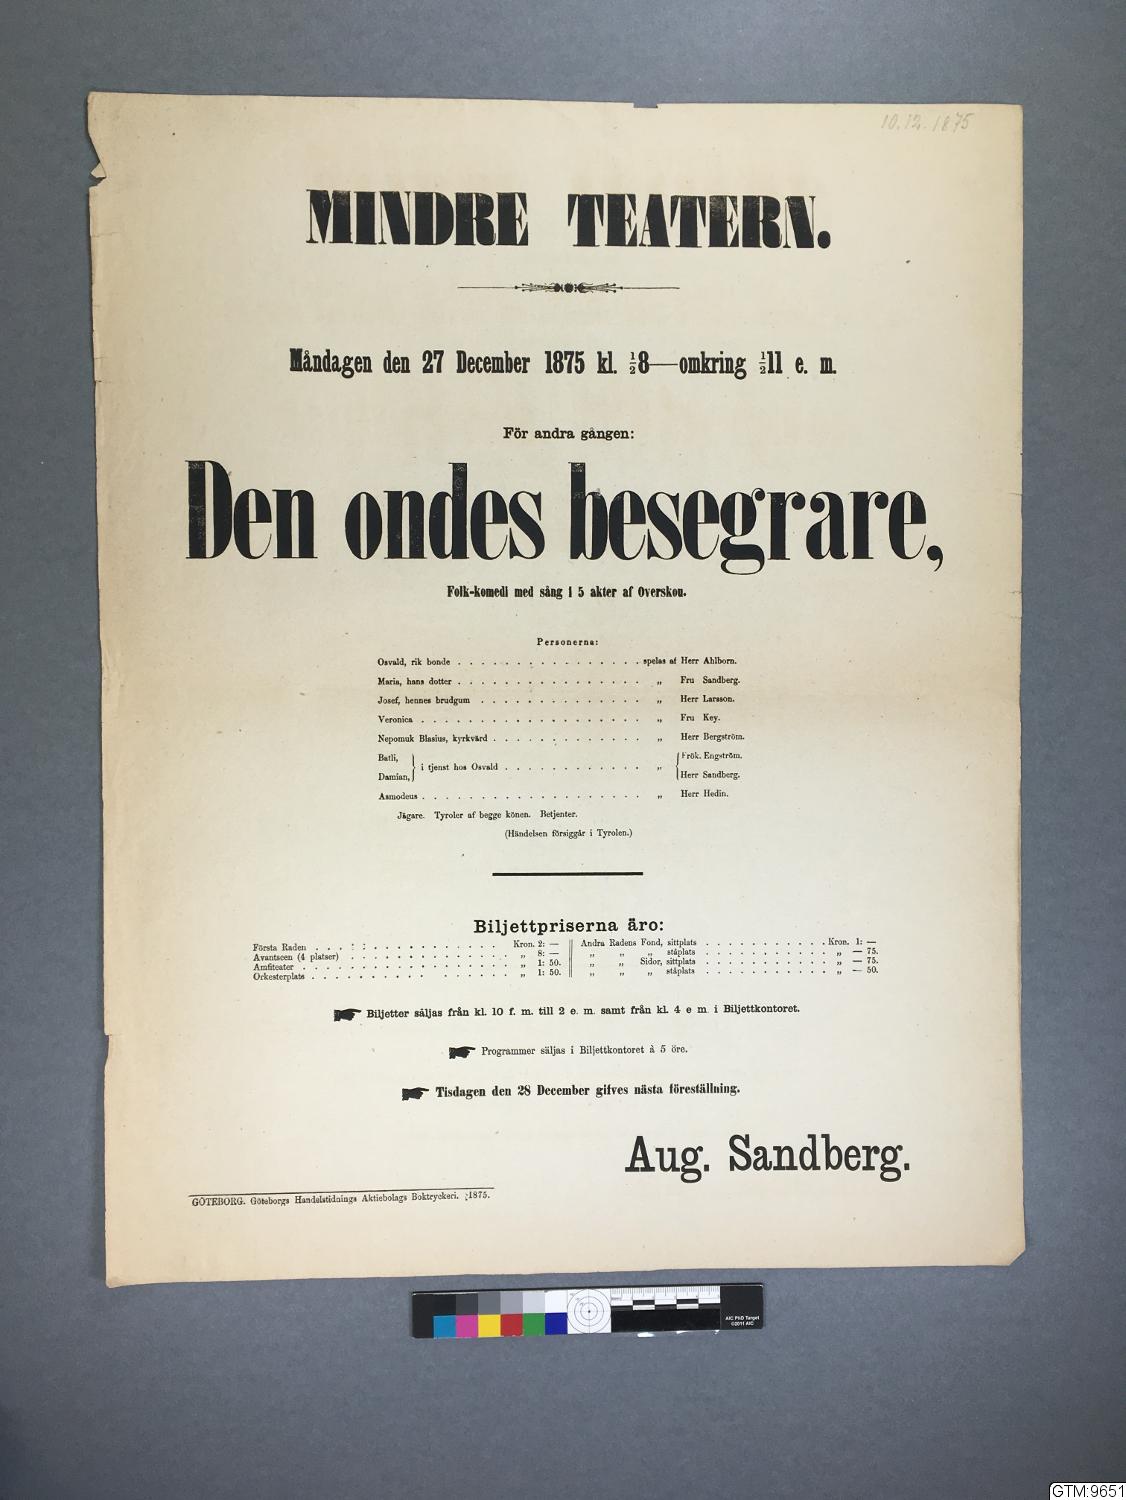 10.12.1875
MINDRE TEATERN.
Måndagen den 27 December 1875 kl. ½8—omkring ½11 e. m.
För andra gången:
Den ondes besegrare,
Folk-komedi med sång i 5 akter af Overskou.
Personerna:
Osvald, rik bonde . . . . . . . . . . . . . . . . spelas af Herr Ahlborn.
Maria, hans dotter . . . . . . . . . . . . . . . . „ Fru Sandberg.
Josef, hennes brudgum . . . . . . . . . . . . . . „ Herr Larsson.
Veronica . . . . . . . . . . . . . . . . . . . „ Fru Key.
Nepomuk Blasius, kyrkvärd . . . . . . . . . . . . . „ Herr Bergström.
Batli, Frök. Engström.
i tjenst hos Osvald . . . . . . . . . . . . „
Damian, Herr Sandberg.
Asmodeus . . . . . . . . . . . . . . . . . . . „ Herr Hedin.
Jägare. Tyroler af begge könen. Betjenter.
(Händelsen försiggår i Tyrolen.)
Biljettpriserna äro:
Första Raden . . . : : . . . . . . . . . . . Kron. 2: — Andra Radens Fond, sittplats . . . . . . . . . . . Kron. 1: —
Avantscen (4 platser) . . . . . . . . . . . . . „ 8: — „ „ „ ståplats . . . . . . . . . . . „ — 75.
Amfiteater . . . . . . . . . . . . . . . . . „ 1: 50. „ „ Sidor, sittplats . . . . . . . . . . . „ — 75.
Orkesterplats . . . . . . . . . . . . . . . . „ 1: 50. „ „ „ ståplats . . . . . . . . . . . „ — 50.
Biljetter säljas från kl. 10 f. m. till 2 e. m. samt från kl. 4 e m i Biljettkontoret.
Programmer säljas i Biljettkontoret à 5 öre.
Tisdagen den 28 December gifves nästa föreställning.
Aug. Sandberg.
GÖTEBORG. Göteborgs Handelstidnings Aktiebolags Boktryckeri. 1875.
AIC PhD Target
©2011 AIC
GTM:9651